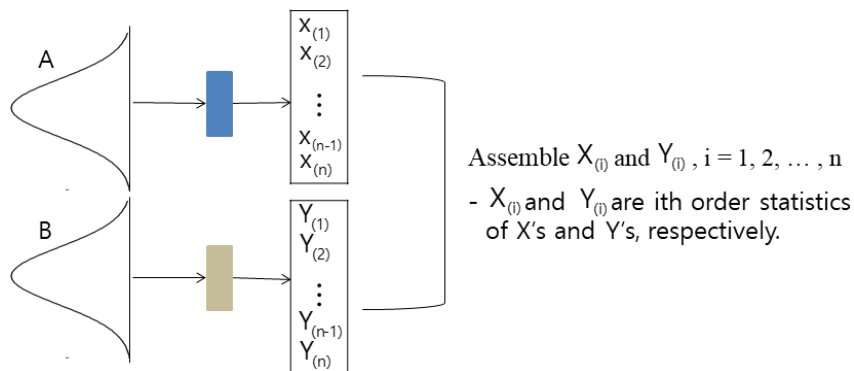 A
X(1)
X(2)
⋮
X(n-1)
X(n)
B
Y(1)
Y(2)
⋮
Y(n-1)
Y(n)
Assemble X(i) and Y(i) , i = 1, 2, … , n
- X(i) and Y(i) are ith order statistics
of X's and Y's, respectively.